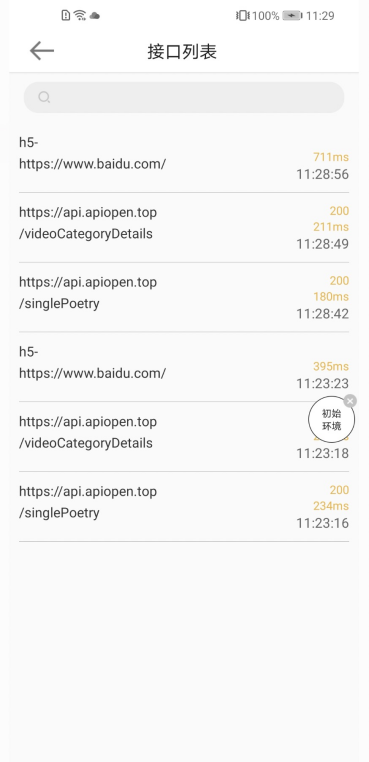 100% 11:29
接口列表
h5-
https://www.baidu.com/
711ms
11:28:56
https://api.apiopen.top
/videoCategoryDetails
200
211ms
11:28:49
https://api.apiopen.top
/singlePoetry
200
180ms
11:28:42
h5-
https://www.baidu.com/
395ms
11:23:23
初始
环境
https://api.apiopen.top
/videoCategoryDetails
11:23:18
https://api.apiopen.top
/singlePoetry
200
234ms
11:23:16